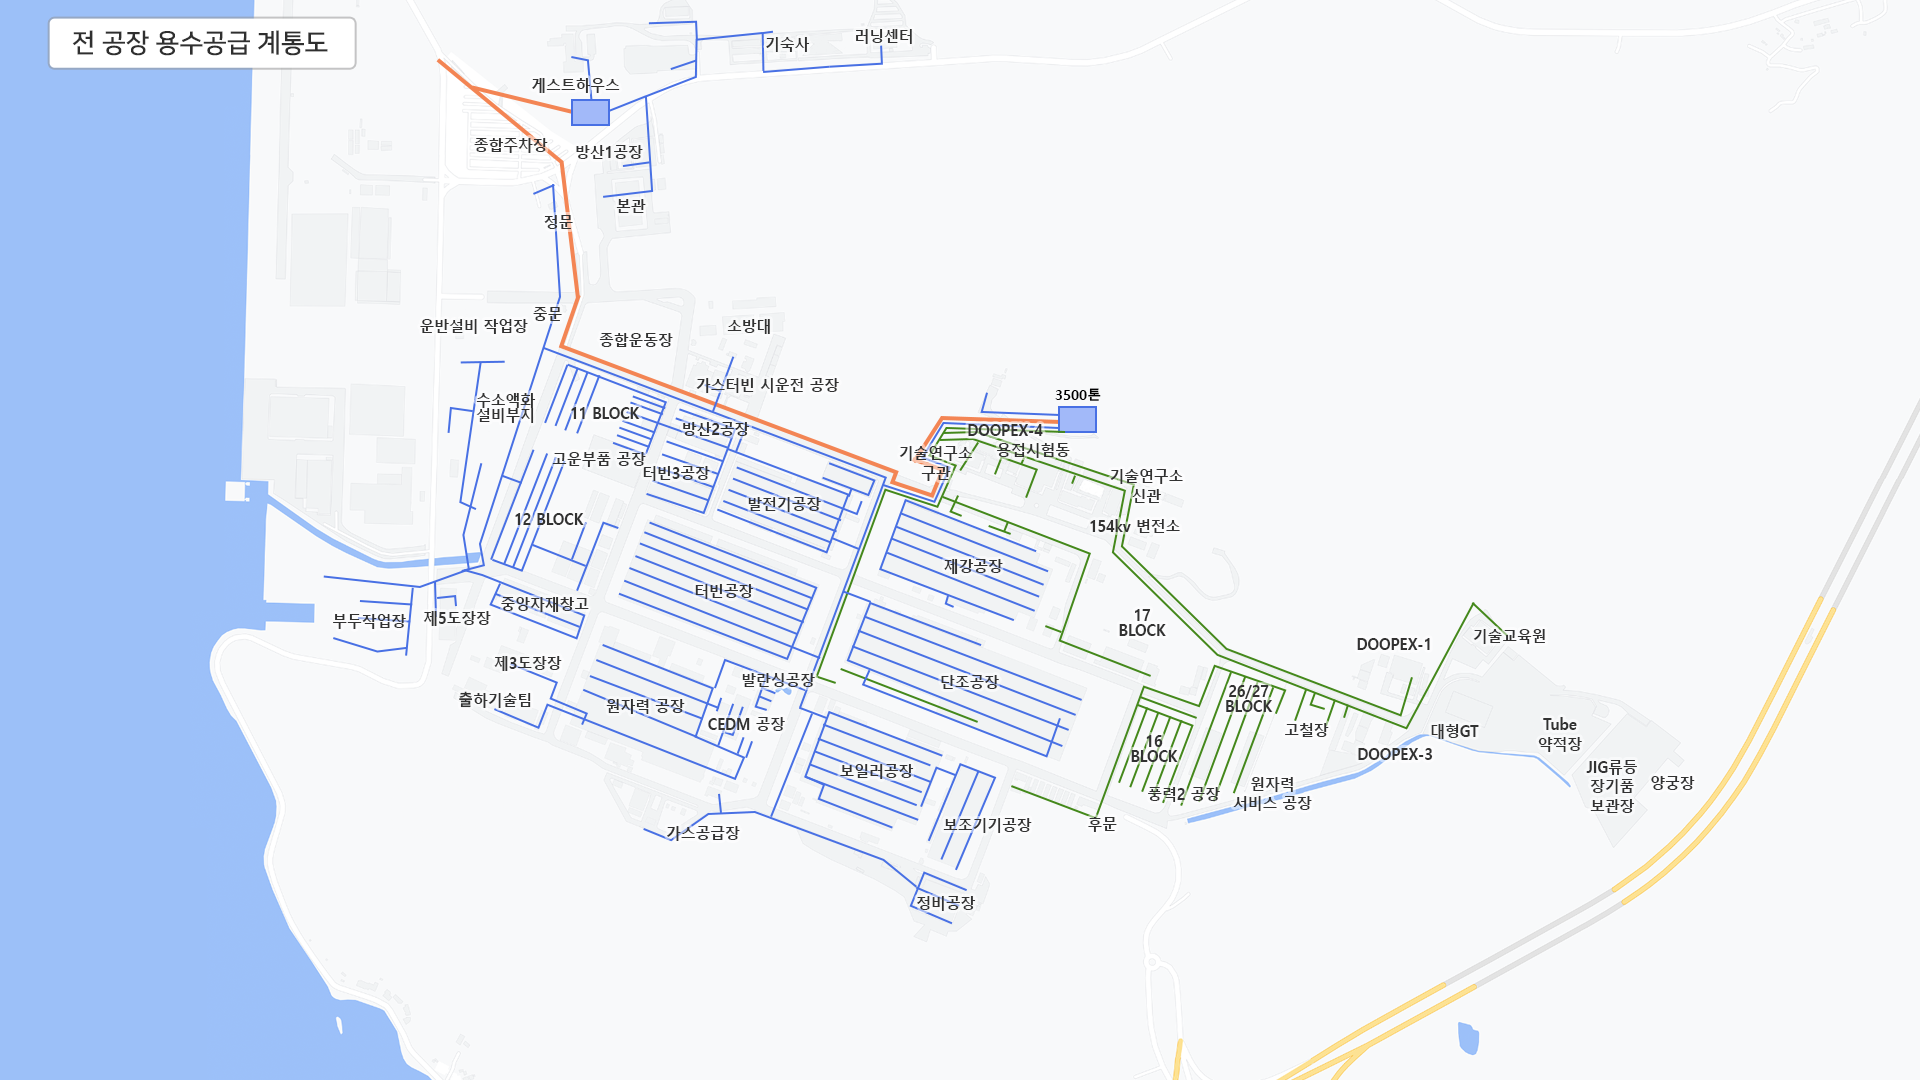 전 공장 용수공급 계통도
기숙사
러닝센터
게스트하우스
종합주차장
방산1공장
본관
정문
중문
운반설비 작업장
종합운동장
소방대
가스터빈 시운전 공장
수소액화
설비부지
11 BLOCK
방산2공장
3500톤
DOOPEX-4
기술연구소
구관
용접시험동
고운부품 공장
터빈3공장
기술연구소
신관
발전기공장
12 BLOCK
154kv 변전소
제강공장
터빈공장
중앙자재창고
부두작업장
제5도장장
17
BLOCK
DOOPEX-1
기술교육원
제3도장장
발란싱공장
단조공장
출하기술팀
원자력 공장
26/27
BLOCK
CEDM 공장
고철장
대형GT
Tube
약적장
16
BLOCK
DOOPEX-3
보일러공장
JIG류등
장기품
보관장
양궁장
풍력2 공장
원자력
서비스 공장
가스공급장
보조기기공장
후문
정비공장